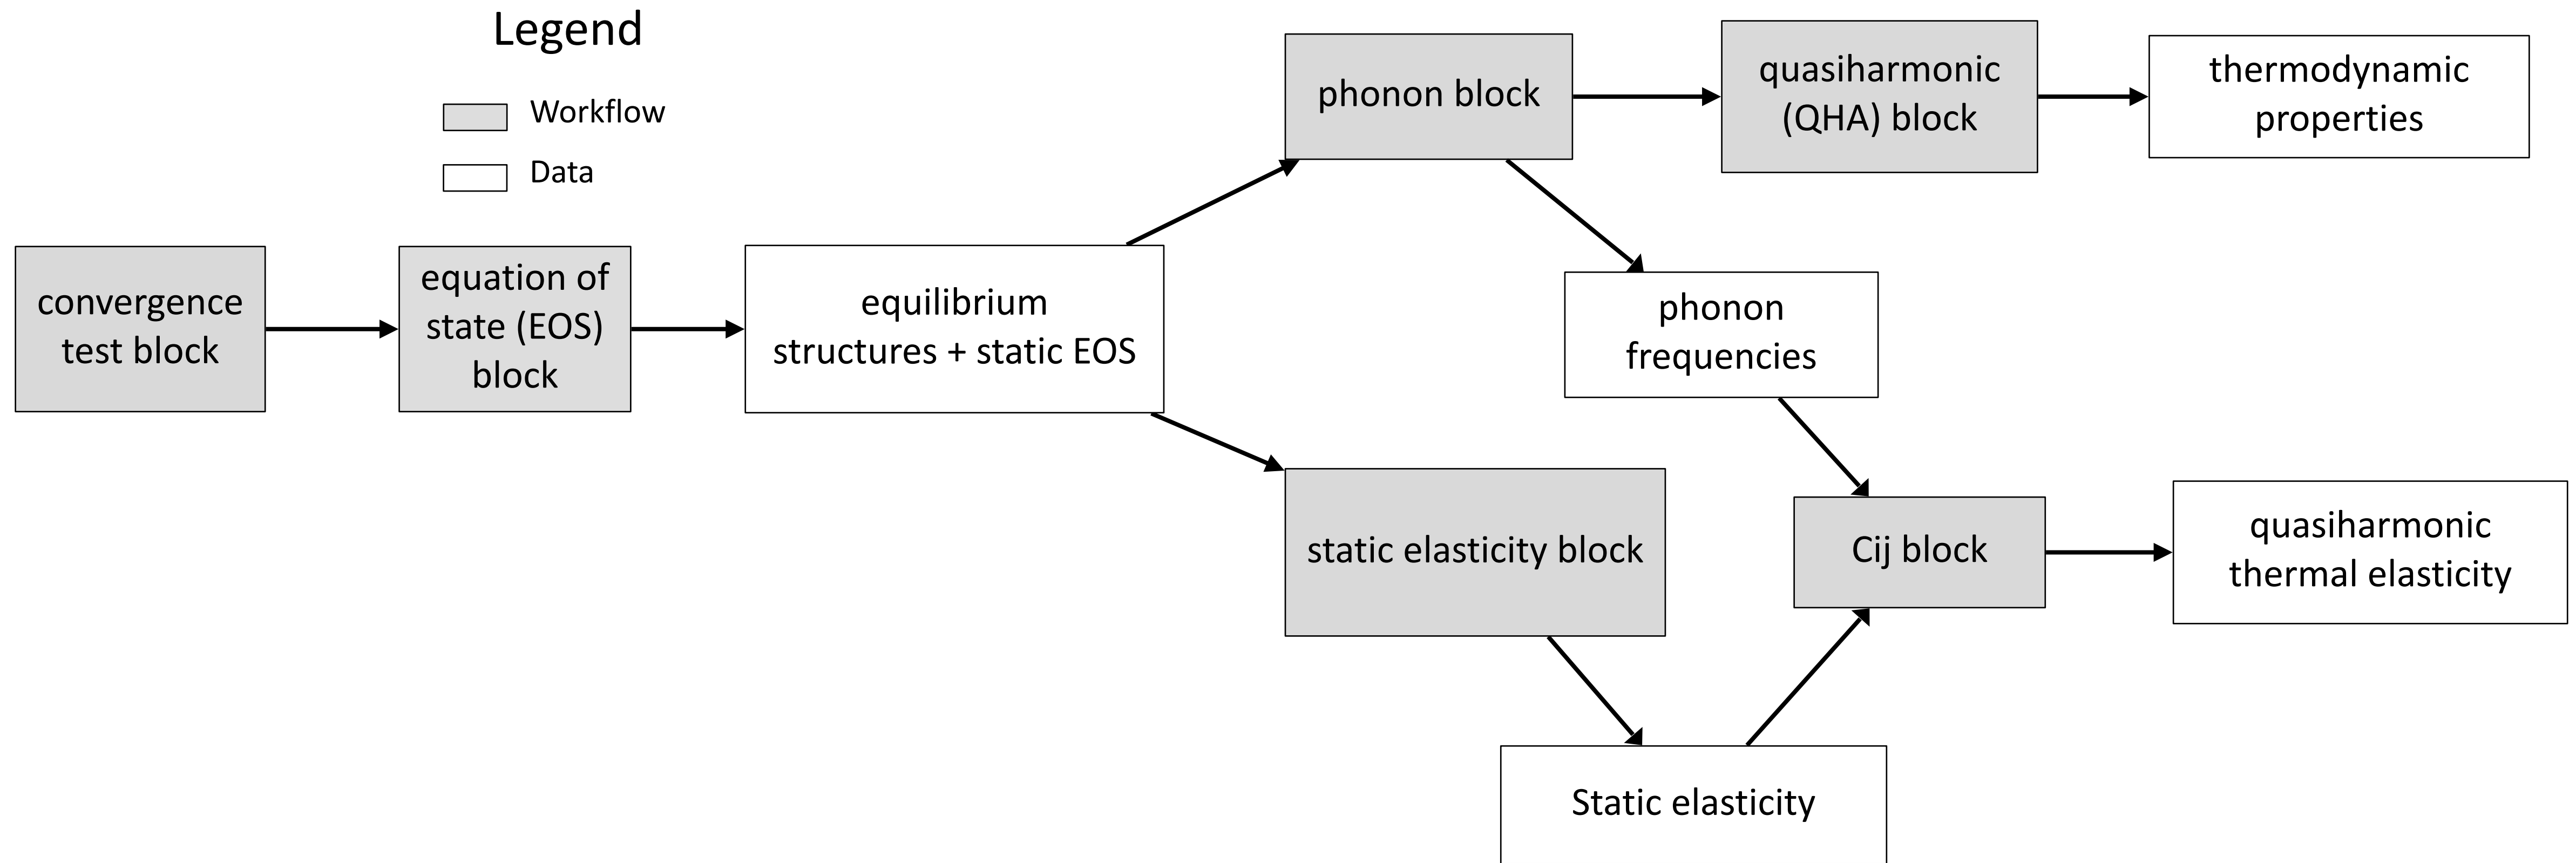 Legend
Workflow
Data
convergence
test block
equation of
state (EOS)
block
equilibrium
structures + static EOS
phonon block
quasiharmonic
(QHA) block
thermodynamic
properties
phonon
frequencies
static elasticity block
Cij block
quasiharmonic
thermal elasticity
Static elasticity